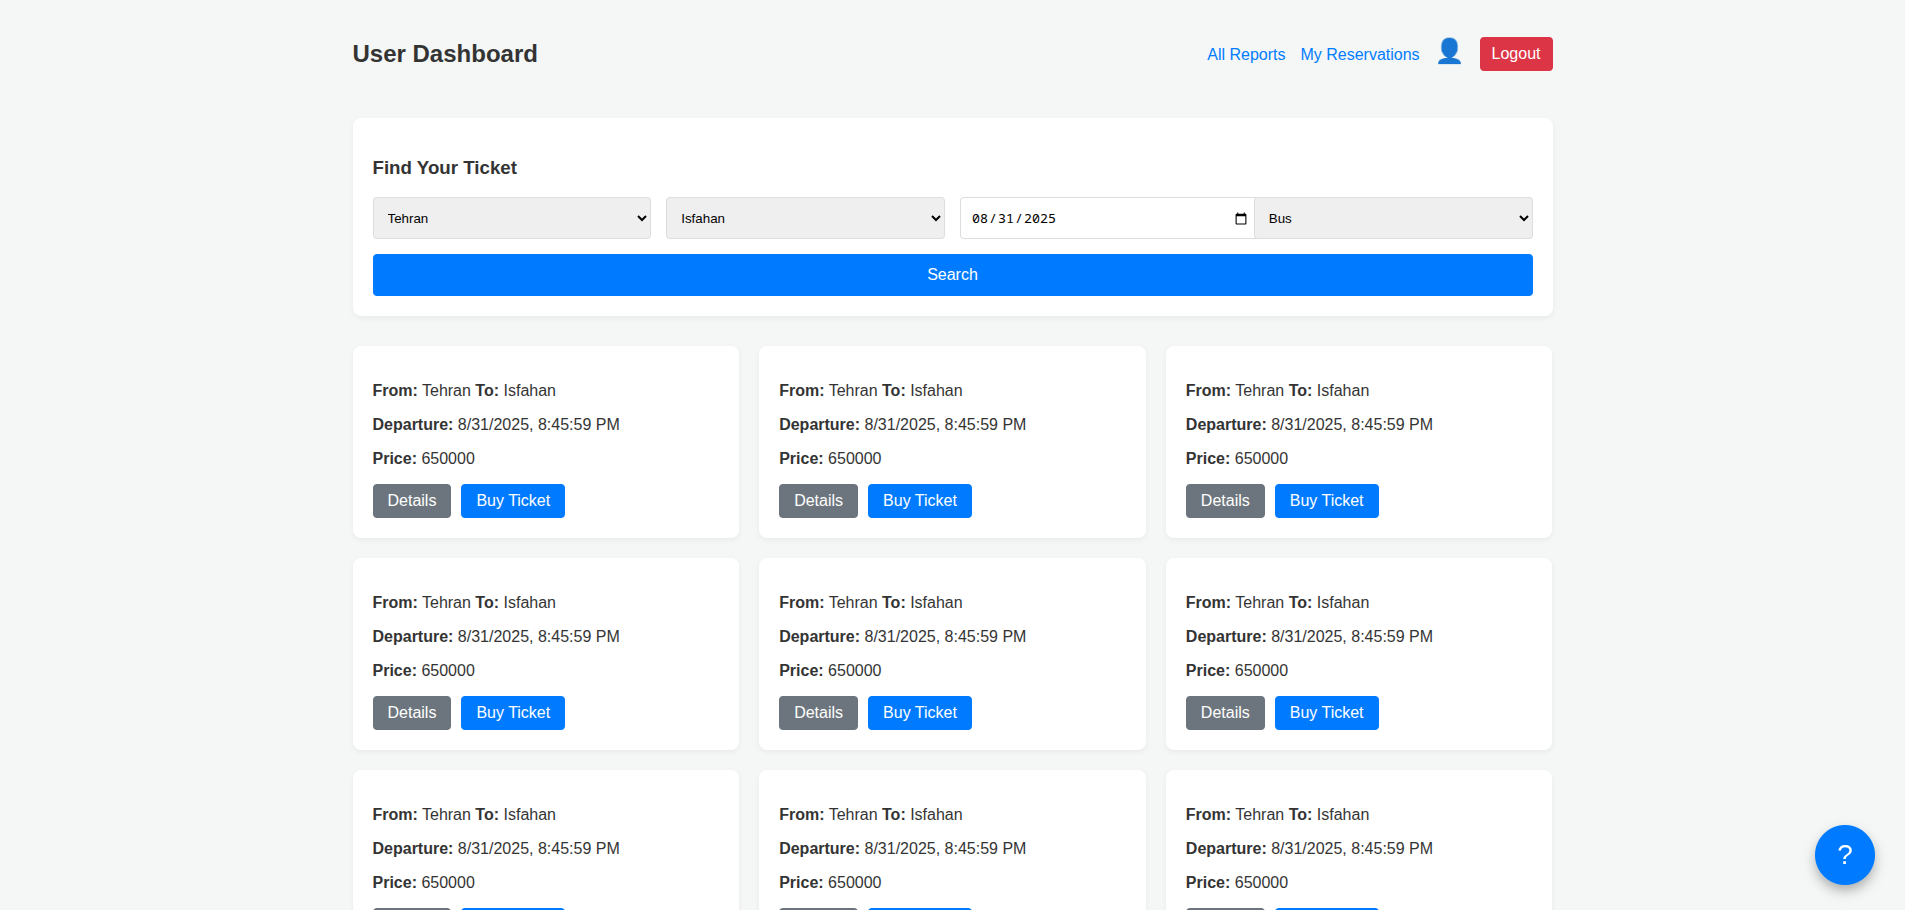 User Dashboard
All Reports My Reservations Logout
Find Your Ticket
Tehran Isfahan 08/31/2025 Bus
Search
From: Tehran To: Isfahan
Departure: 8/31/2025, 8:45:59 PM
Price: 650000
Details Buy Ticket
From: Tehran To: Isfahan
Departure: 8/31/2025, 8:45:59 PM
Price: 650000
Details Buy Ticket
From: Tehran To: Isfahan
Departure: 8/31/2025, 8:45:59 PM
Price: 650000
Details Buy Ticket
From: Tehran To: Isfahan
Departure: 8/31/2025, 8:45:59 PM
Price: 650000
Details Buy Ticket
From: Tehran To: Isfahan
Departure: 8/31/2025, 8:45:59 PM
Price: 650000
Details Buy Ticket
From: Tehran To: Isfahan
Departure: 8/31/2025, 8:45:59 PM
Price: 650000
Details Buy Ticket
From: Tehran To: Isfahan
Departure: 8/31/2025, 8:45:59 PM
Price: 650000
From: Tehran To: Isfahan
Departure: 8/31/2025, 8:45:59 PM
Price: 650000
From: Tehran To: Isfahan
Departure: 8/31/2025, 8:45:59 PM
Price: 650000
?